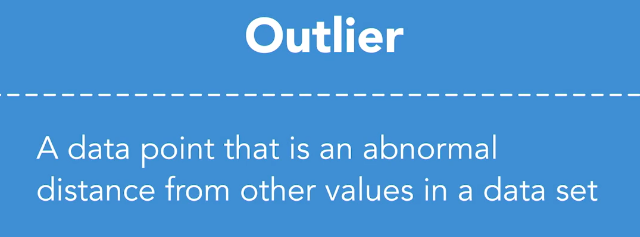 Outlier
A data point that is an abnormal
distance from other values in a data set